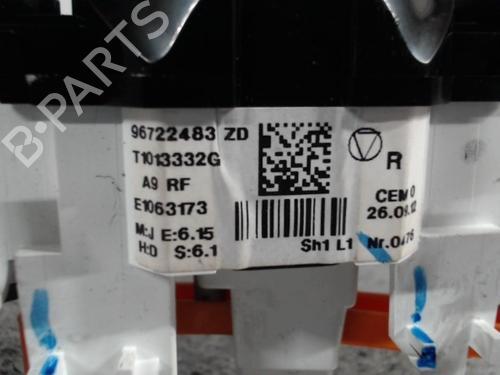 B-PARTS
96722483 ZD
T1013332G
A9 RF
E1063173
M:J E:6.15
H:0 S:6.1
Sh1 L1
R
CEM 0
26.09.12
Nr.0476